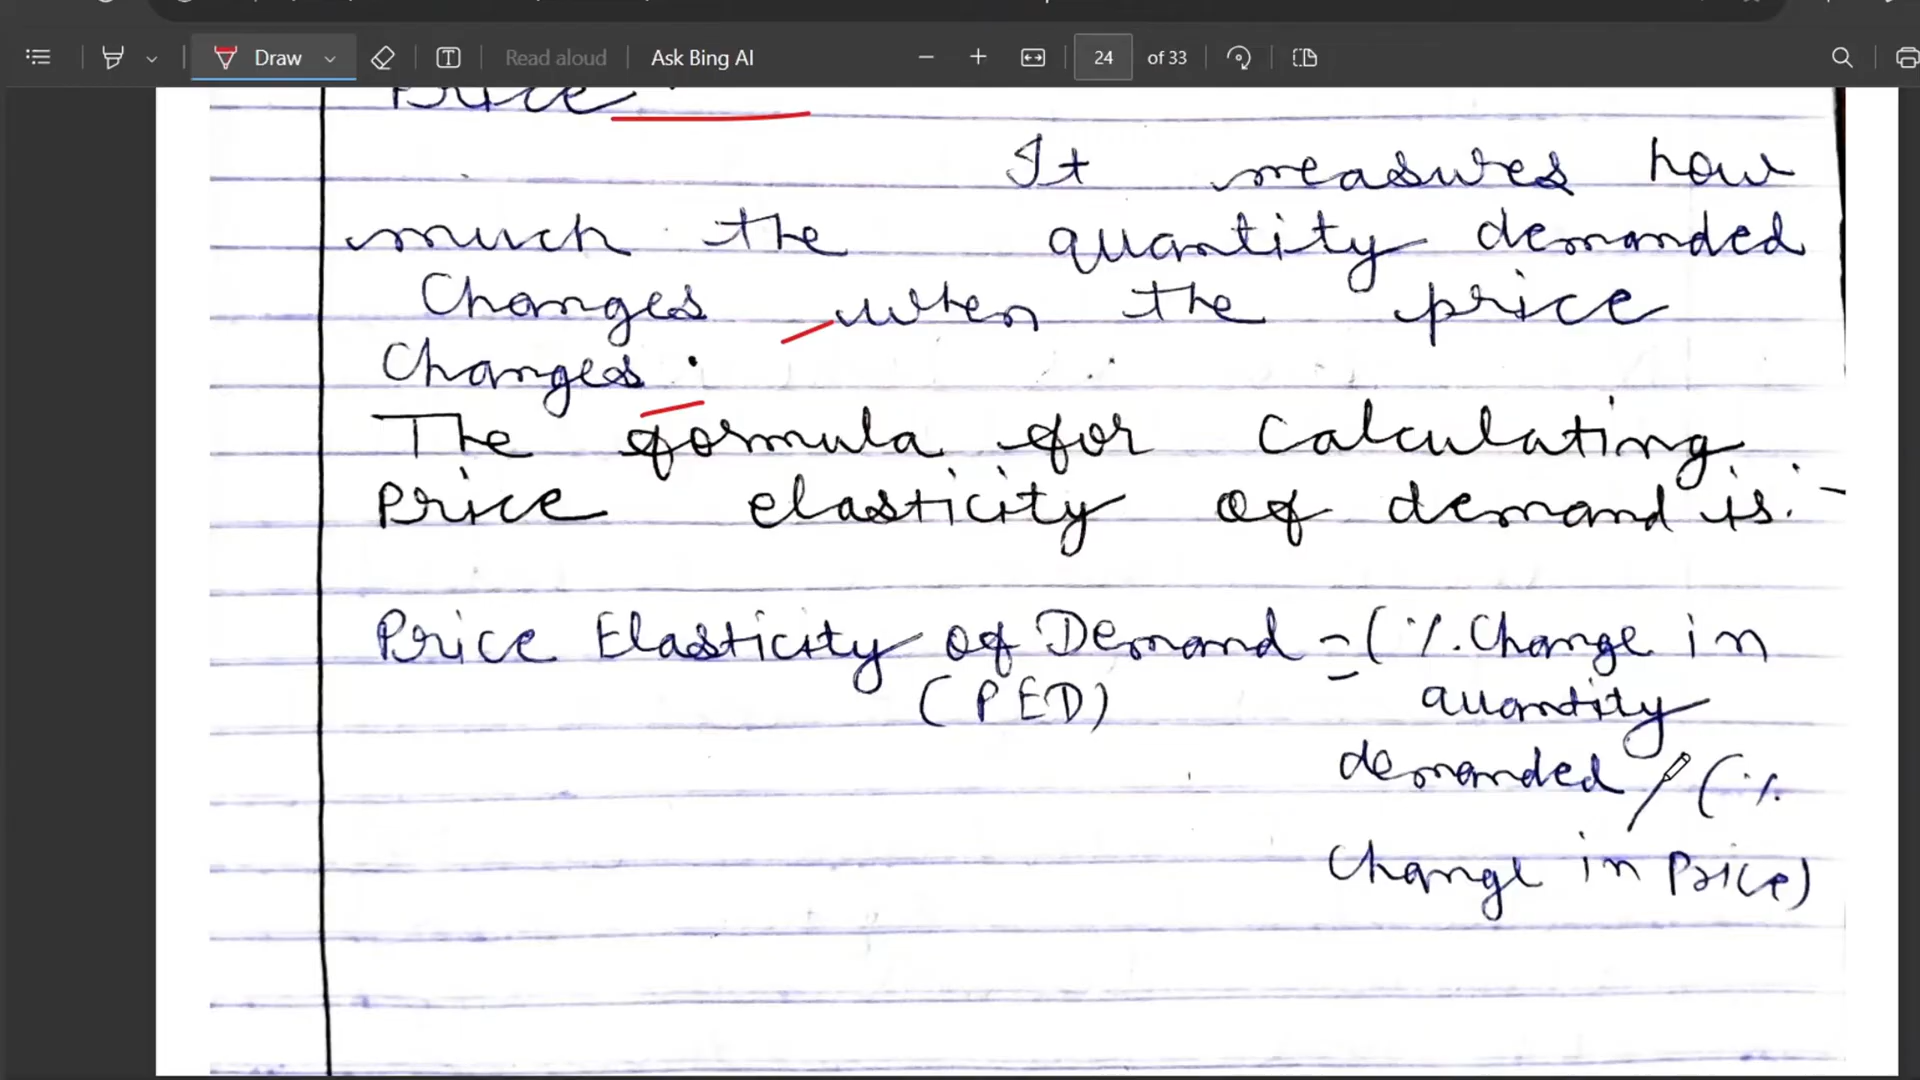 Draw
Read aloud
Ask Bing AI
24 of 33
Price
It measures how
much the quantity demanded
Changes when the price
Changes.
The formula for calculating
Price elasticity of demand is:-
Price Elasticity of Demand = (% Change in
(PED) quantity
demanded / (%
Change in Price)